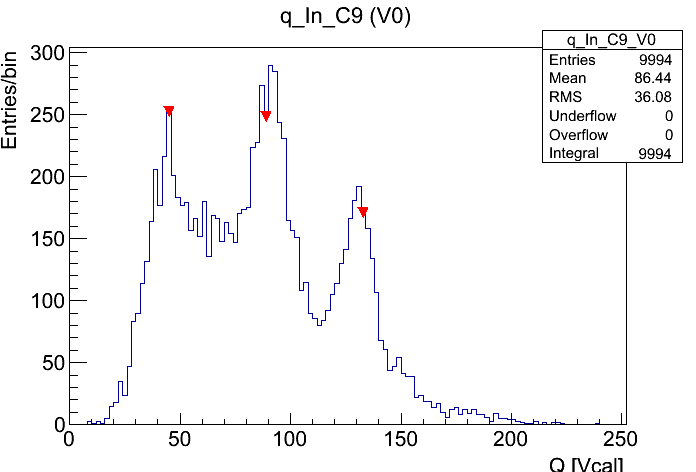 q_In_C9 (V0)
q_In_C9_V0
Entries 9994
Mean 86.44
RMS 36.08
Underflow 0
Overflow 0
Integral 9994
Entries/bin
300
250
200
150
100
50
0
0 50 100 150 200 250
Q [Vcal]